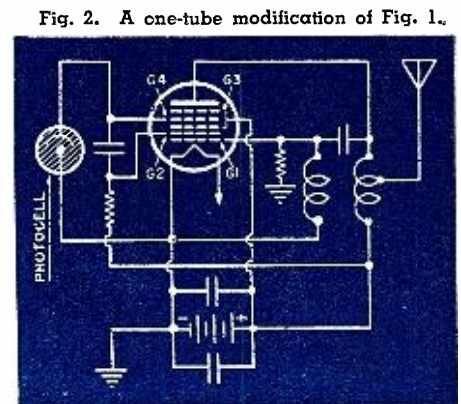 Fig. 2. A one-tube modification of Fig. 1.
G4 G3
G2 G1
PHOTOCELL
- +